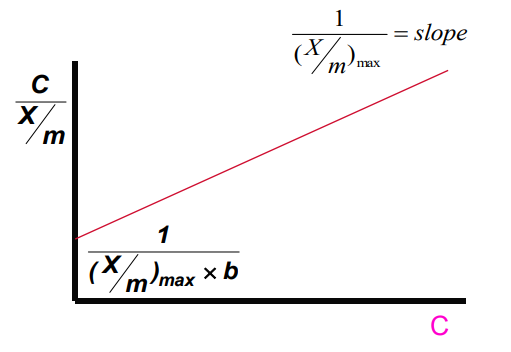 1/(X/m)max = slope
C/(X/m)
1/((X/m)max × b)
C